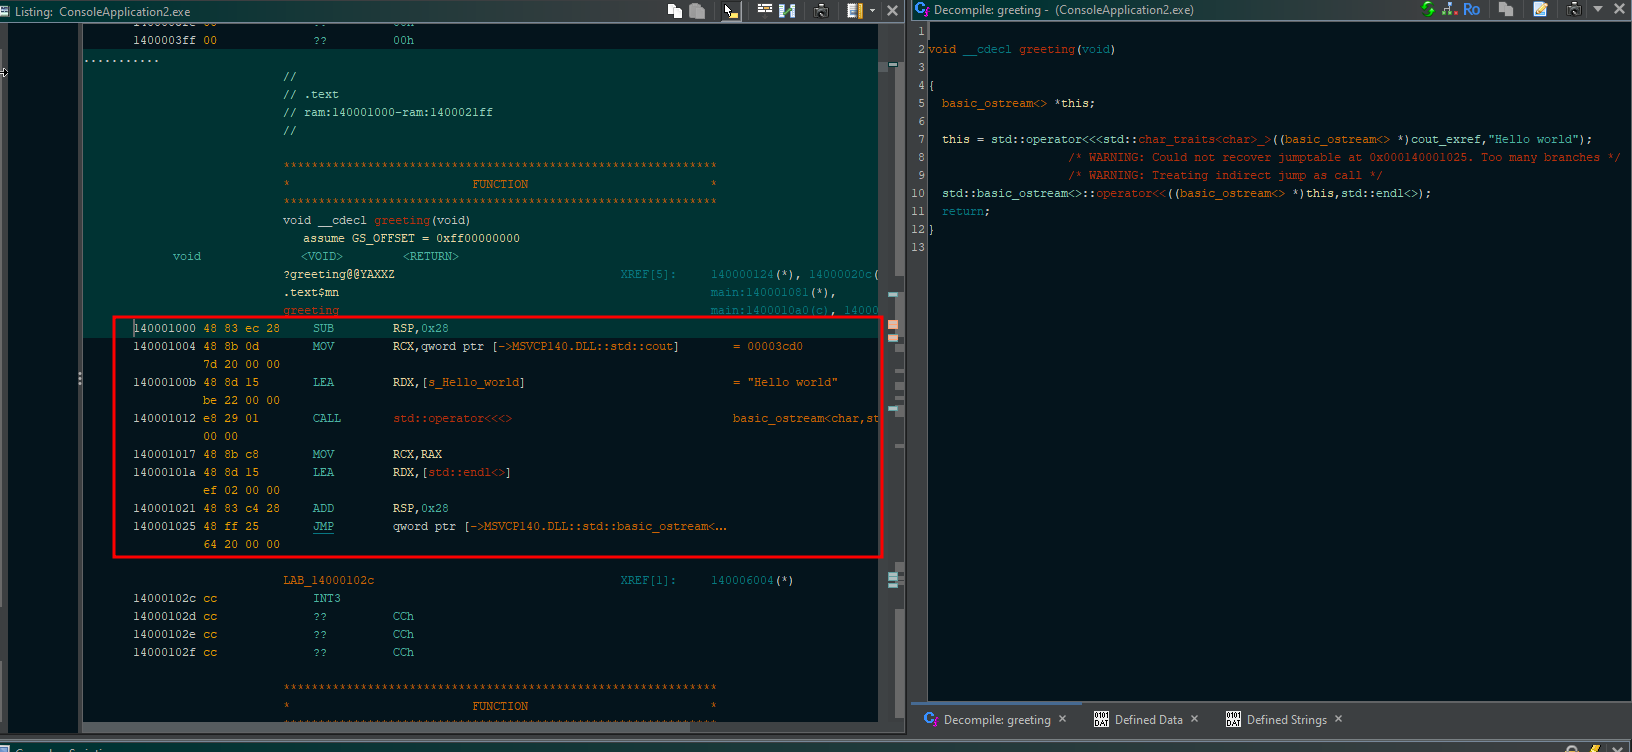 Listing: ConsoleApplication2.exe
1400003ff 00 ?? 00h
...........
//
// .text
// ram:140001000-ram:1400021ff
//
************************************************************
* FUNCTION *
************************************************************
void __cdecl greeting(void)
assume GS_OFFSET = 0xff00000000
void <VOID> <RETURN>
?greeting@@YAXXZ XREF[5]: 140000124(*), 14000020c(
.text$mn main:140001081(*),
greeting main:1400010a0(c), 14000
140001000 48 83 ec 28 SUB RSP,0x28
140001004 48 8b 0d MOV RCX,qword ptr [->MSVCP140.DLL::std::cout] = 00003cd0
7d 20 00 00
14000100b 48 8d 15 LEA RDX,[s_Hello_world] = "Hello world"
be 22 00 00
140001012 e8 29 01 CALL std::operator<<<> basic_ostream<char,st
00 00
140001017 48 8b c8 MOV RCX,RAX
14000101a 48 8d 15 LEA RDX,[std::endl<>]
ef 02 00 00
140001021 48 83 c4 28 ADD RSP,0x28
140001025 48 ff 25 JMP qword ptr [->MSVCP140.DLL::std::basic_ostream<...
64 20 00 00
LAB_14000102c XREF[1]: 140006004(*)
14000102c cc INT3
14000102d cc ?? CCh
14000102e cc ?? CCh
14000102f cc ?? CCh
************************************************************
* FUNCTION *
Decompile: greeting - (ConsoleApplication2.exe)
Ro
1
2 void __cdecl greeting(void)
3
4 {
5 basic_ostream<> *this;
6
7 this = std::operator<<<std::char_traits<char>_>((basic_ostream<> *)cout_exref,"Hello world");
8 /* WARNING: Could not recover jumptable at 0x000140001025. Too many branches */
9 /* WARNING: Treating indirect jump as call */
10 std::basic_ostream<>::operator<<((basic_ostream<> *)this,std::endl<>);
11 return;
12 }
13
Decompile: greeting × Defined Data × Defined Strings ×